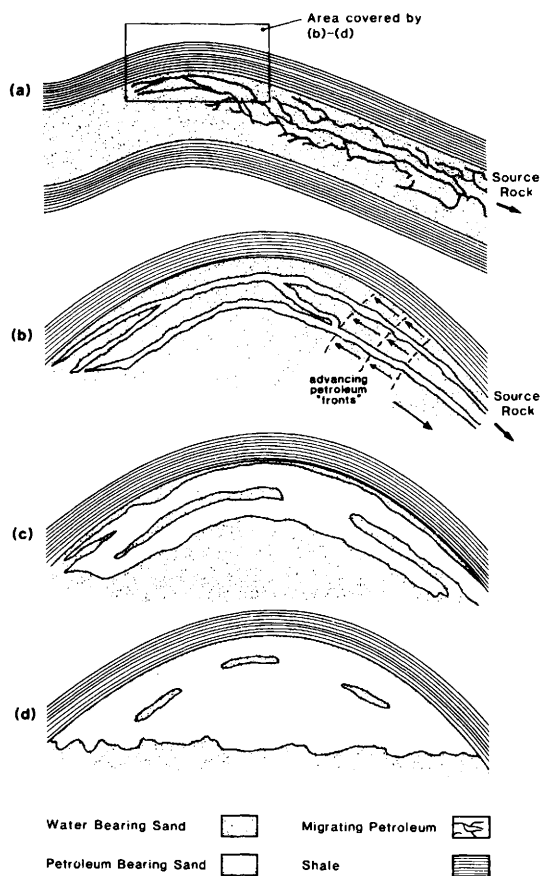 Area covered by
(b)-(d)
(a)
Source
Rock
(b)
advancing
petroleum
"fronts"
Source
Rock
(c)
(d)
Water Bearing Sand
Migrating Petroleum
Petroleum Bearing Sand
Shale